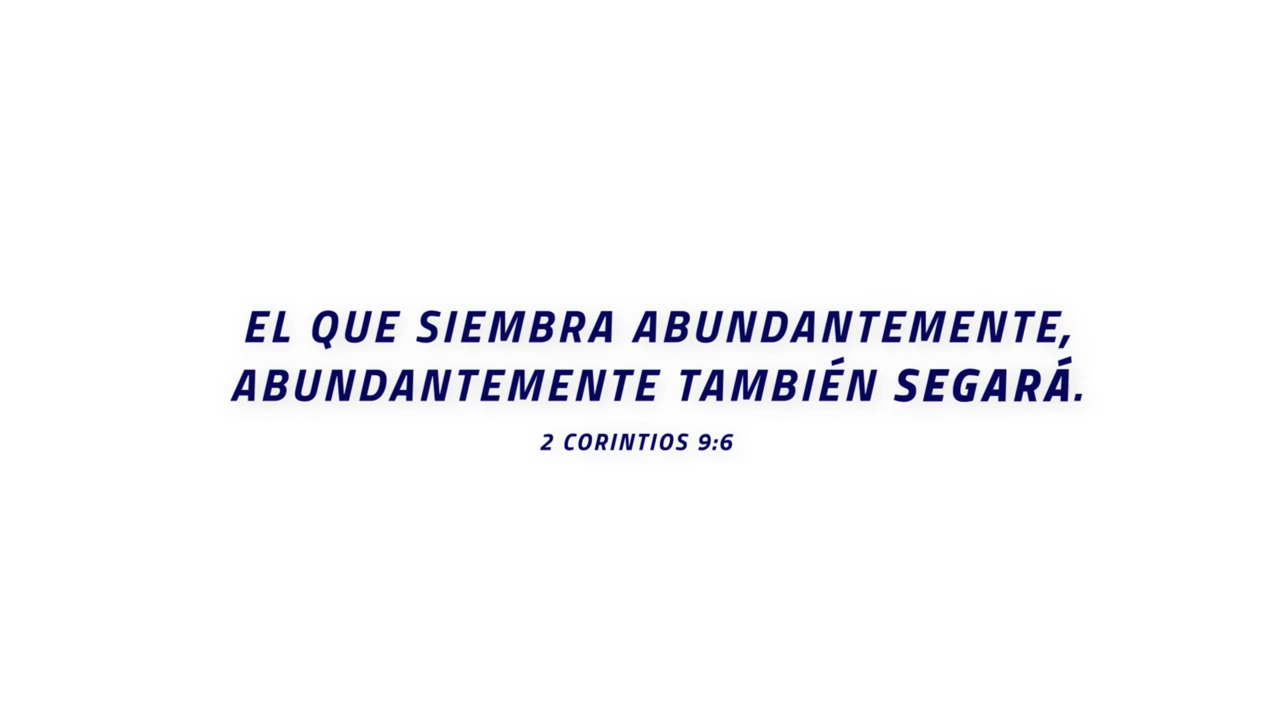 EL QUE SIEMBRA ABUNDANTEMENTE,
ABUNDANTEMENTE TAMBIÉN SEGARÁ.
2 CORINTIOS 9:6